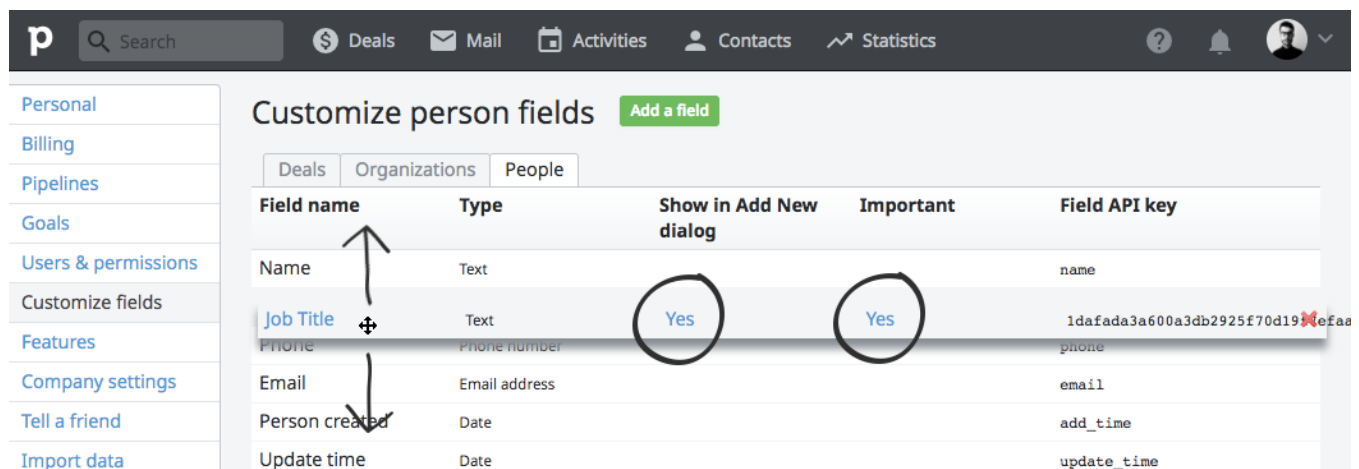 p Search Deals Mail Activities Contacts Statistics
Personal
Billing
Pipelines
Goals
Users & permissions
Customize fields
Features
Company settings
Tell a friend
Import data
Customize person fields Add a field
Deals Organizations People
Field name Type Show in Add New dialog Important Field API key
Name Text name
Job Title Text Yes Yes
Phone Phone number phone
Email Email address email
Person created Date add_time
Update time Date update_time